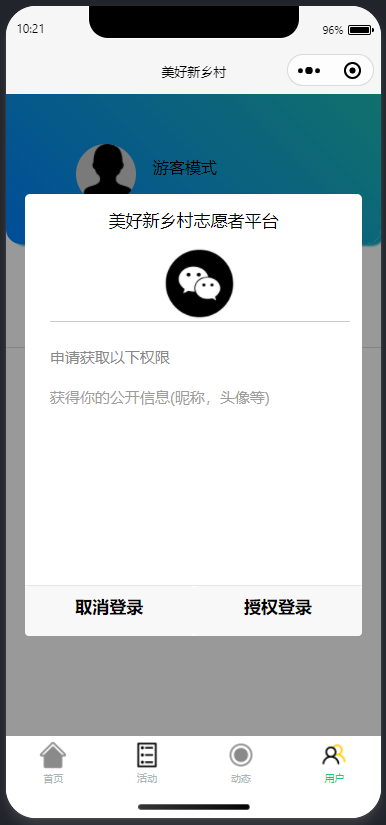 10:21
96%
美好新乡村
游客模式
美好新乡村志愿者平台
申请获取以下权限
获得你的公开信息(昵称，头像等)
取消登录 授权登录
首页 活动 动态 用户